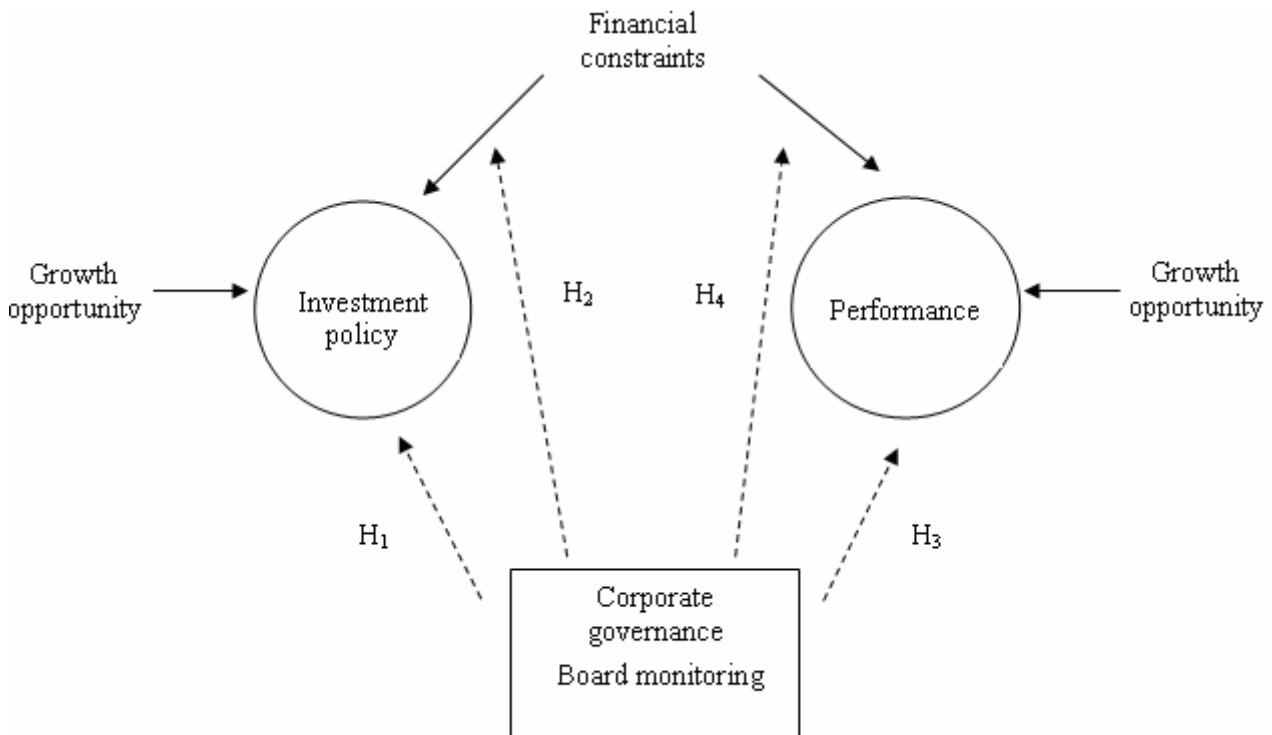 Financial
constraints
Growth
opportunity
Investment
policy
H₂
H₄
Performance
Growth
opportunity
H₁
H₃
Corporate
governance
Board monitoring